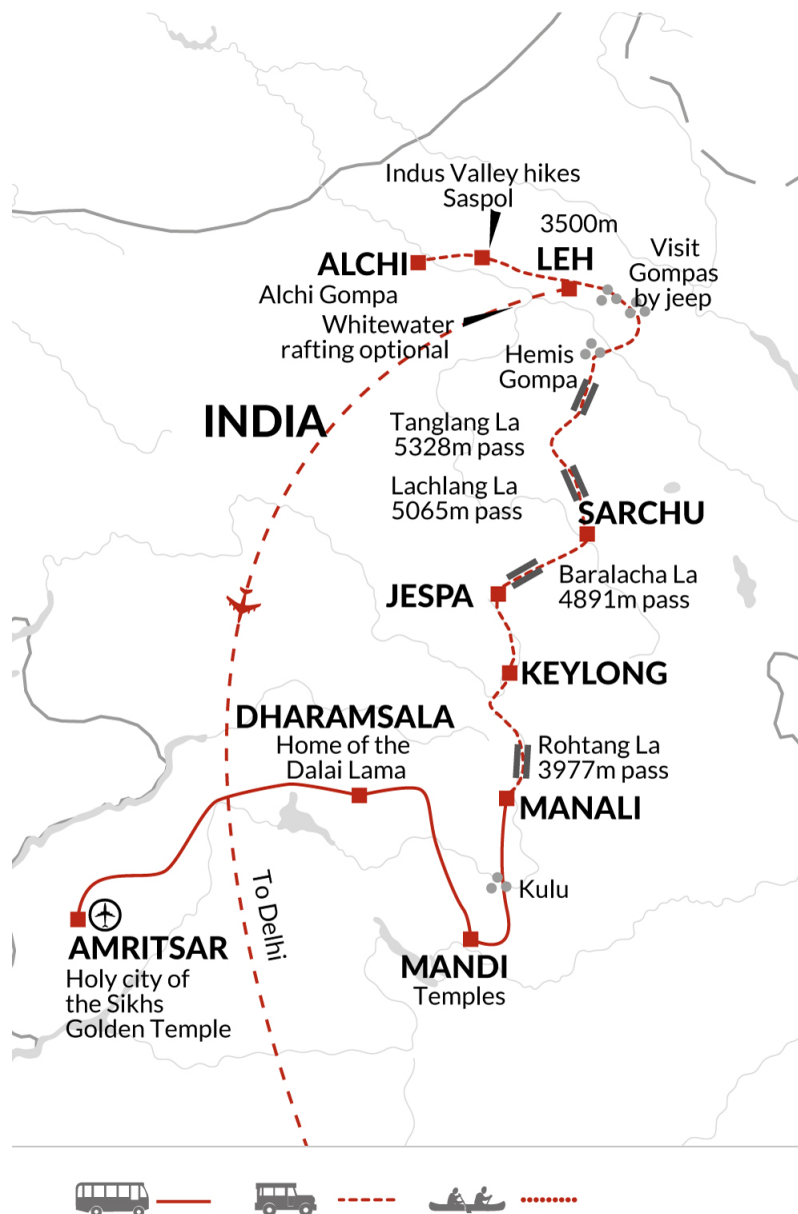 Indus Valley hikes
Saspol
3500m
LEH
Visit
Gompas
by jeep
ALCHI
Alchi Gompa
Whitewater
rafting optional
Hemis
Gompa
INDIA
Tanglang La
5328m pass
Lachlang La
5065m pass
SARCHU
Baralacha La
4891m pass
JESPA
KEYLONG
DHARAMSALA
Home of the
Dalai Lama
Rohtang La
3977m pass
MANALI
To Delhi
Kulu
AMRITSAR
Holy city of
the Sikhs
Golden Temple
MANDI
Temples